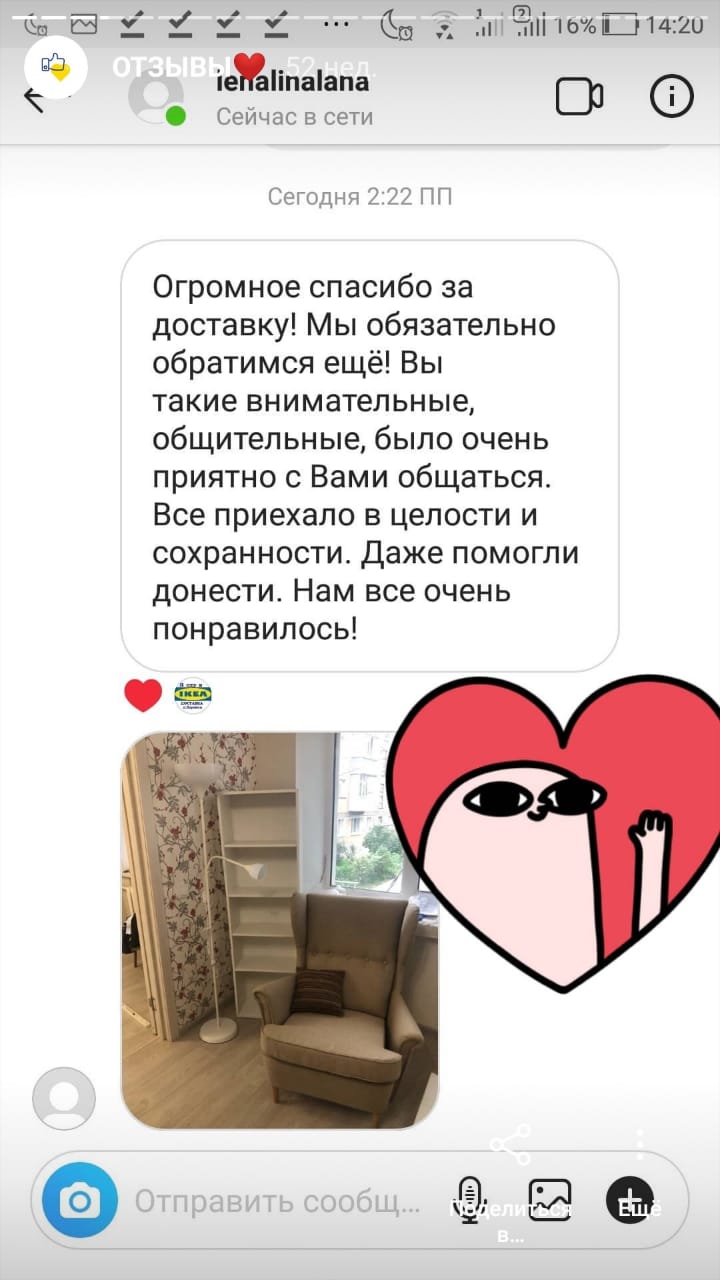 16% 14:20
ОТЗЫВЫ 52 нед.
lenalinalana
Сейчас в сети
Сегодня 2:22 ПП
Огромное спасибо за
доставку! Мы обязательно
обратимся ещё! Вы
такие внимательные,
общительные, было очень
приятно с Вами общаться.
Все приехало в целости и
сохранности. Даже помогли
донести. Нам все очень
понравилось!
IKEA
Отправить сообщ...
Поделиться
в...
Ещё